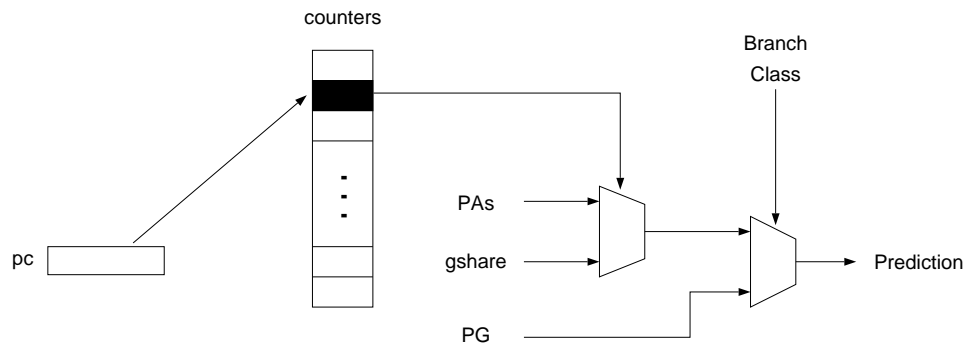 counters
Branch
Class
PAs
pc
gshare
Prediction
PG